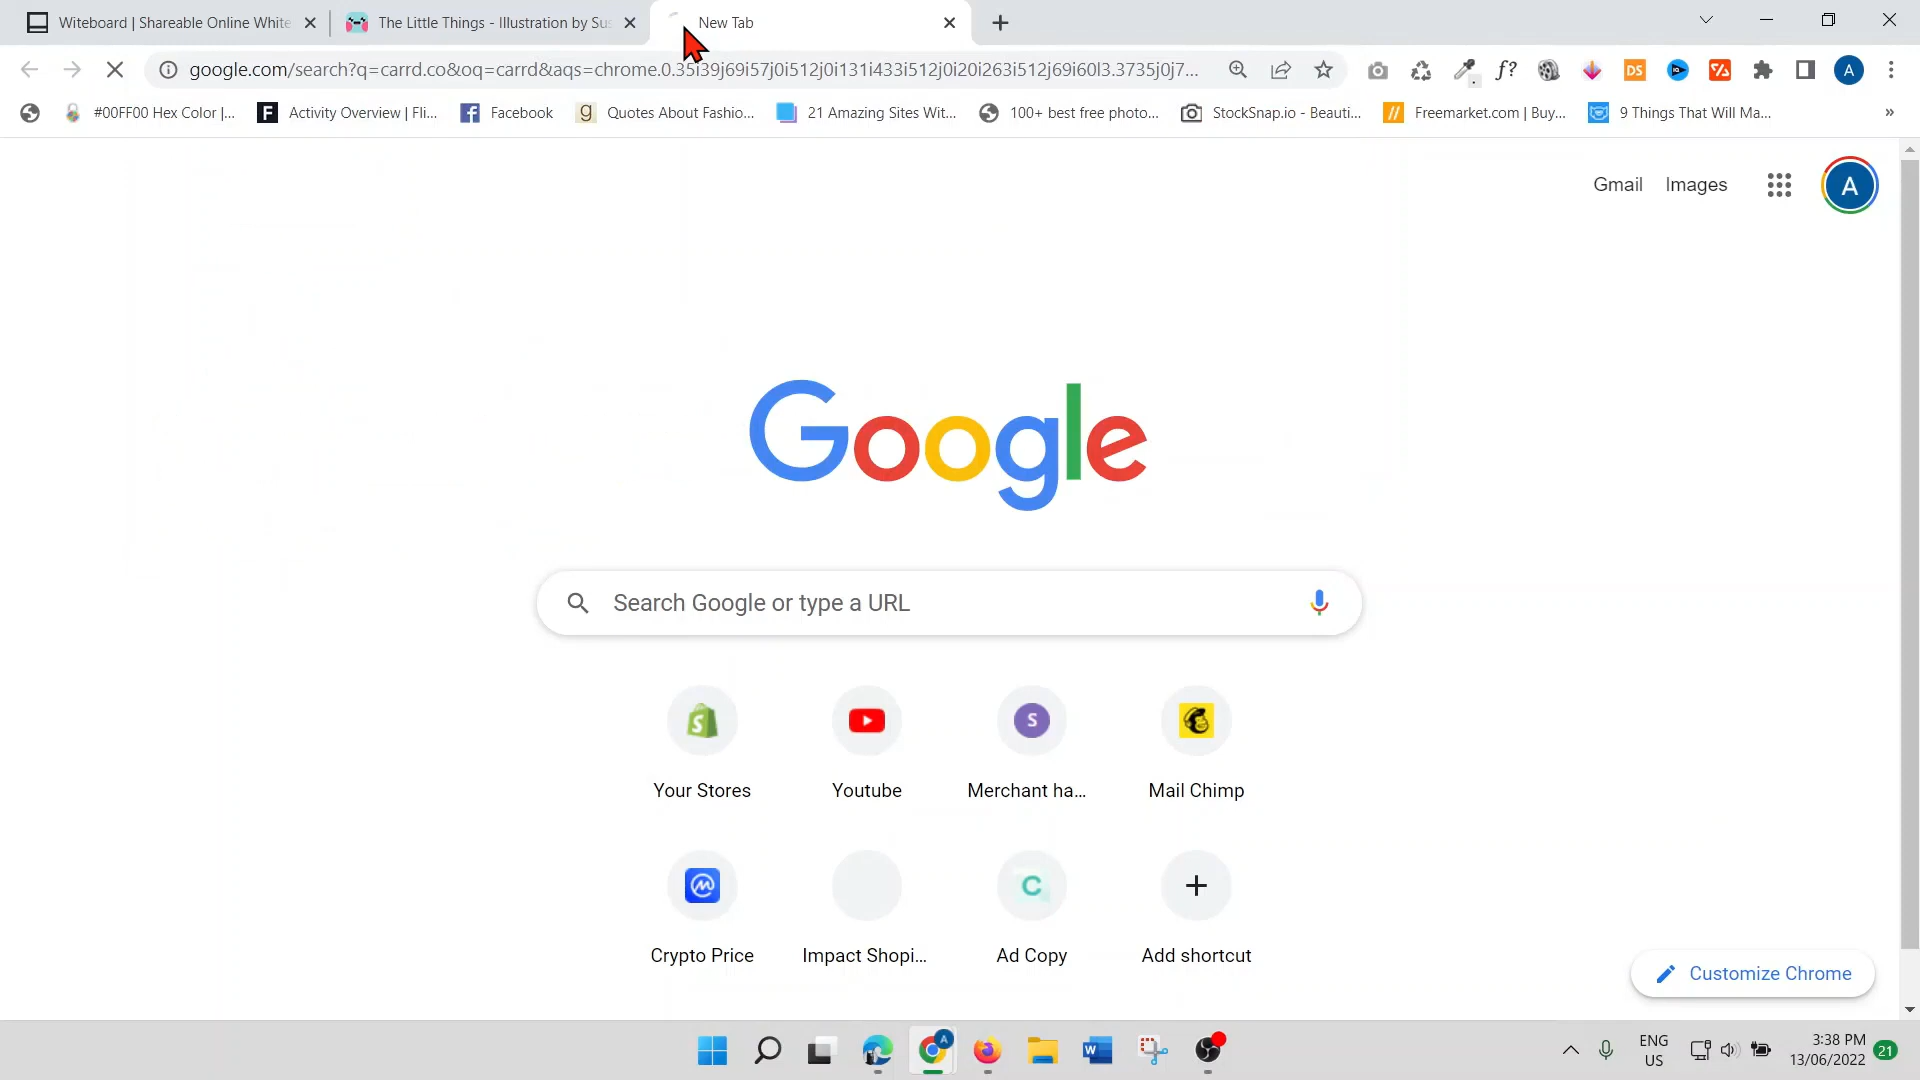 Witeboard | Shareable Online White
The Little Things - Illustration by Sus
New Tab
google.com/search?q=carrd.co&oq=carrd&aqs=chrome.0.35i39j69i57j0i512j0i131i433i512j0i20i263i512j69i60l3.3735j0j7...
f?
DS
A
#00FF00 Hex Color |...
F
Activity Overview | Fli...
Facebook
g
Quotes About Fashio...
21 Amazing Sites Wit...
100+ best free photo...
StockSnap.io - Beauti...
Freemarket.com | Buy...
9 Things That Will Ma...
»
Gmail
Images
A
Google
Search Google or type a URL
S
Your Stores
Youtube
Merchant ha...
Mail Chimp
C
Crypto Price
Impact Shopi...
Ad Copy
Add shortcut
Customize Chrome
A
W
ENG
US
3:38 PM
13/06/2022
21